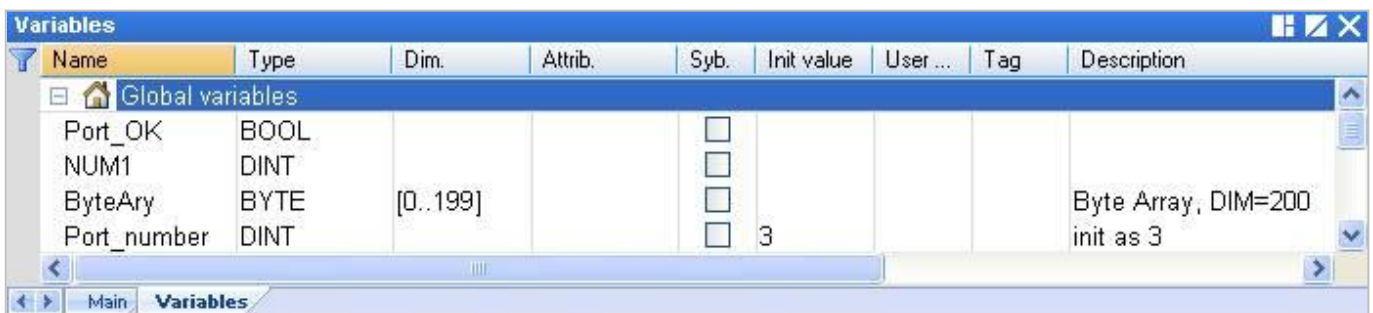 Variables
Name Type Dim. Attrib. Syb. Init value User ... Tag Description
Global variables
Port_OK BOOL
NUM1 DINT
ByteAry BYTE [0..199] Byte Array, DIM=200
Port_number DINT 3 init as 3
Main Variables